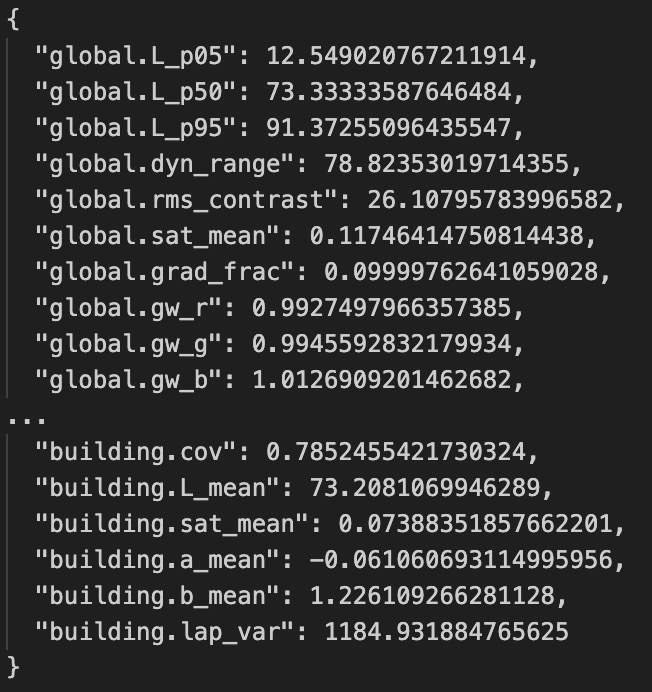 {
"global.L_p05": 12.549020767211914,
"global.L_p50": 73.33333587646484,
"global.L_p95": 91.37255096435547,
"global.dyn_range": 78.82353019714355,
"global.rms_contrast": 26.10795783996582,
"global.sat_mean": 0.11746414750814438,
"global.grad_frac": 0.09999762641059028,
"global.gw_r": 0.9927497966357385,
"global.gw_g": 0.9945592832179934,
"global.gw_b": 1.0126909201462682,
...
"building.cov": 0.7852455421730324,
"building.L_mean": 73.2081069946289,
"building.sat_mean": 0.07388351857662201,
"building.a_mean": −0.061060693114995956,
"building.b_mean": 1.226109266281128,
"building.lap_var": 1184.931884765625
}